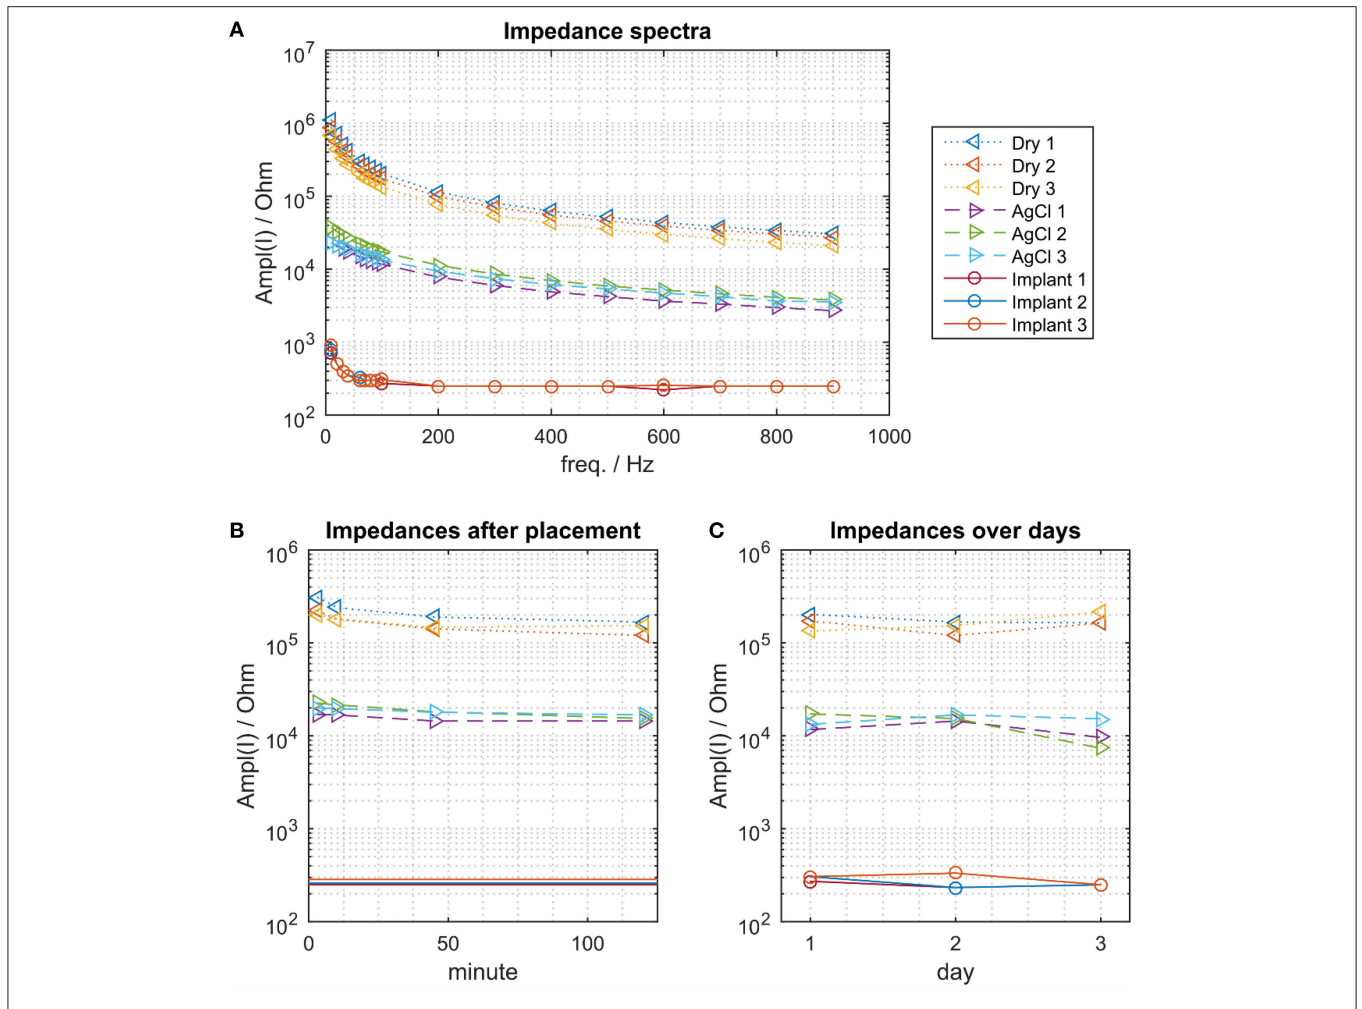 A
Impedance spectra
10^7
10^6
10^5
10^4
10^3
10^2
Ampl(I) / Ohm
0 200 400 600 800 1000
freq. / Hz
Dry 1
Dry 2
Dry 3
AgCl 1
AgCl 2
AgCl 3
Implant 1
Implant 2
Implant 3
B
Impedances after placement
10^6
10^5
10^4
10^3
10^2
Ampl(I) / Ohm
0 50 100
minute
C
Impedances over days
10^6
10^5
10^4
10^3
10^2
Ampl(I) / Ohm
1 2 3
day